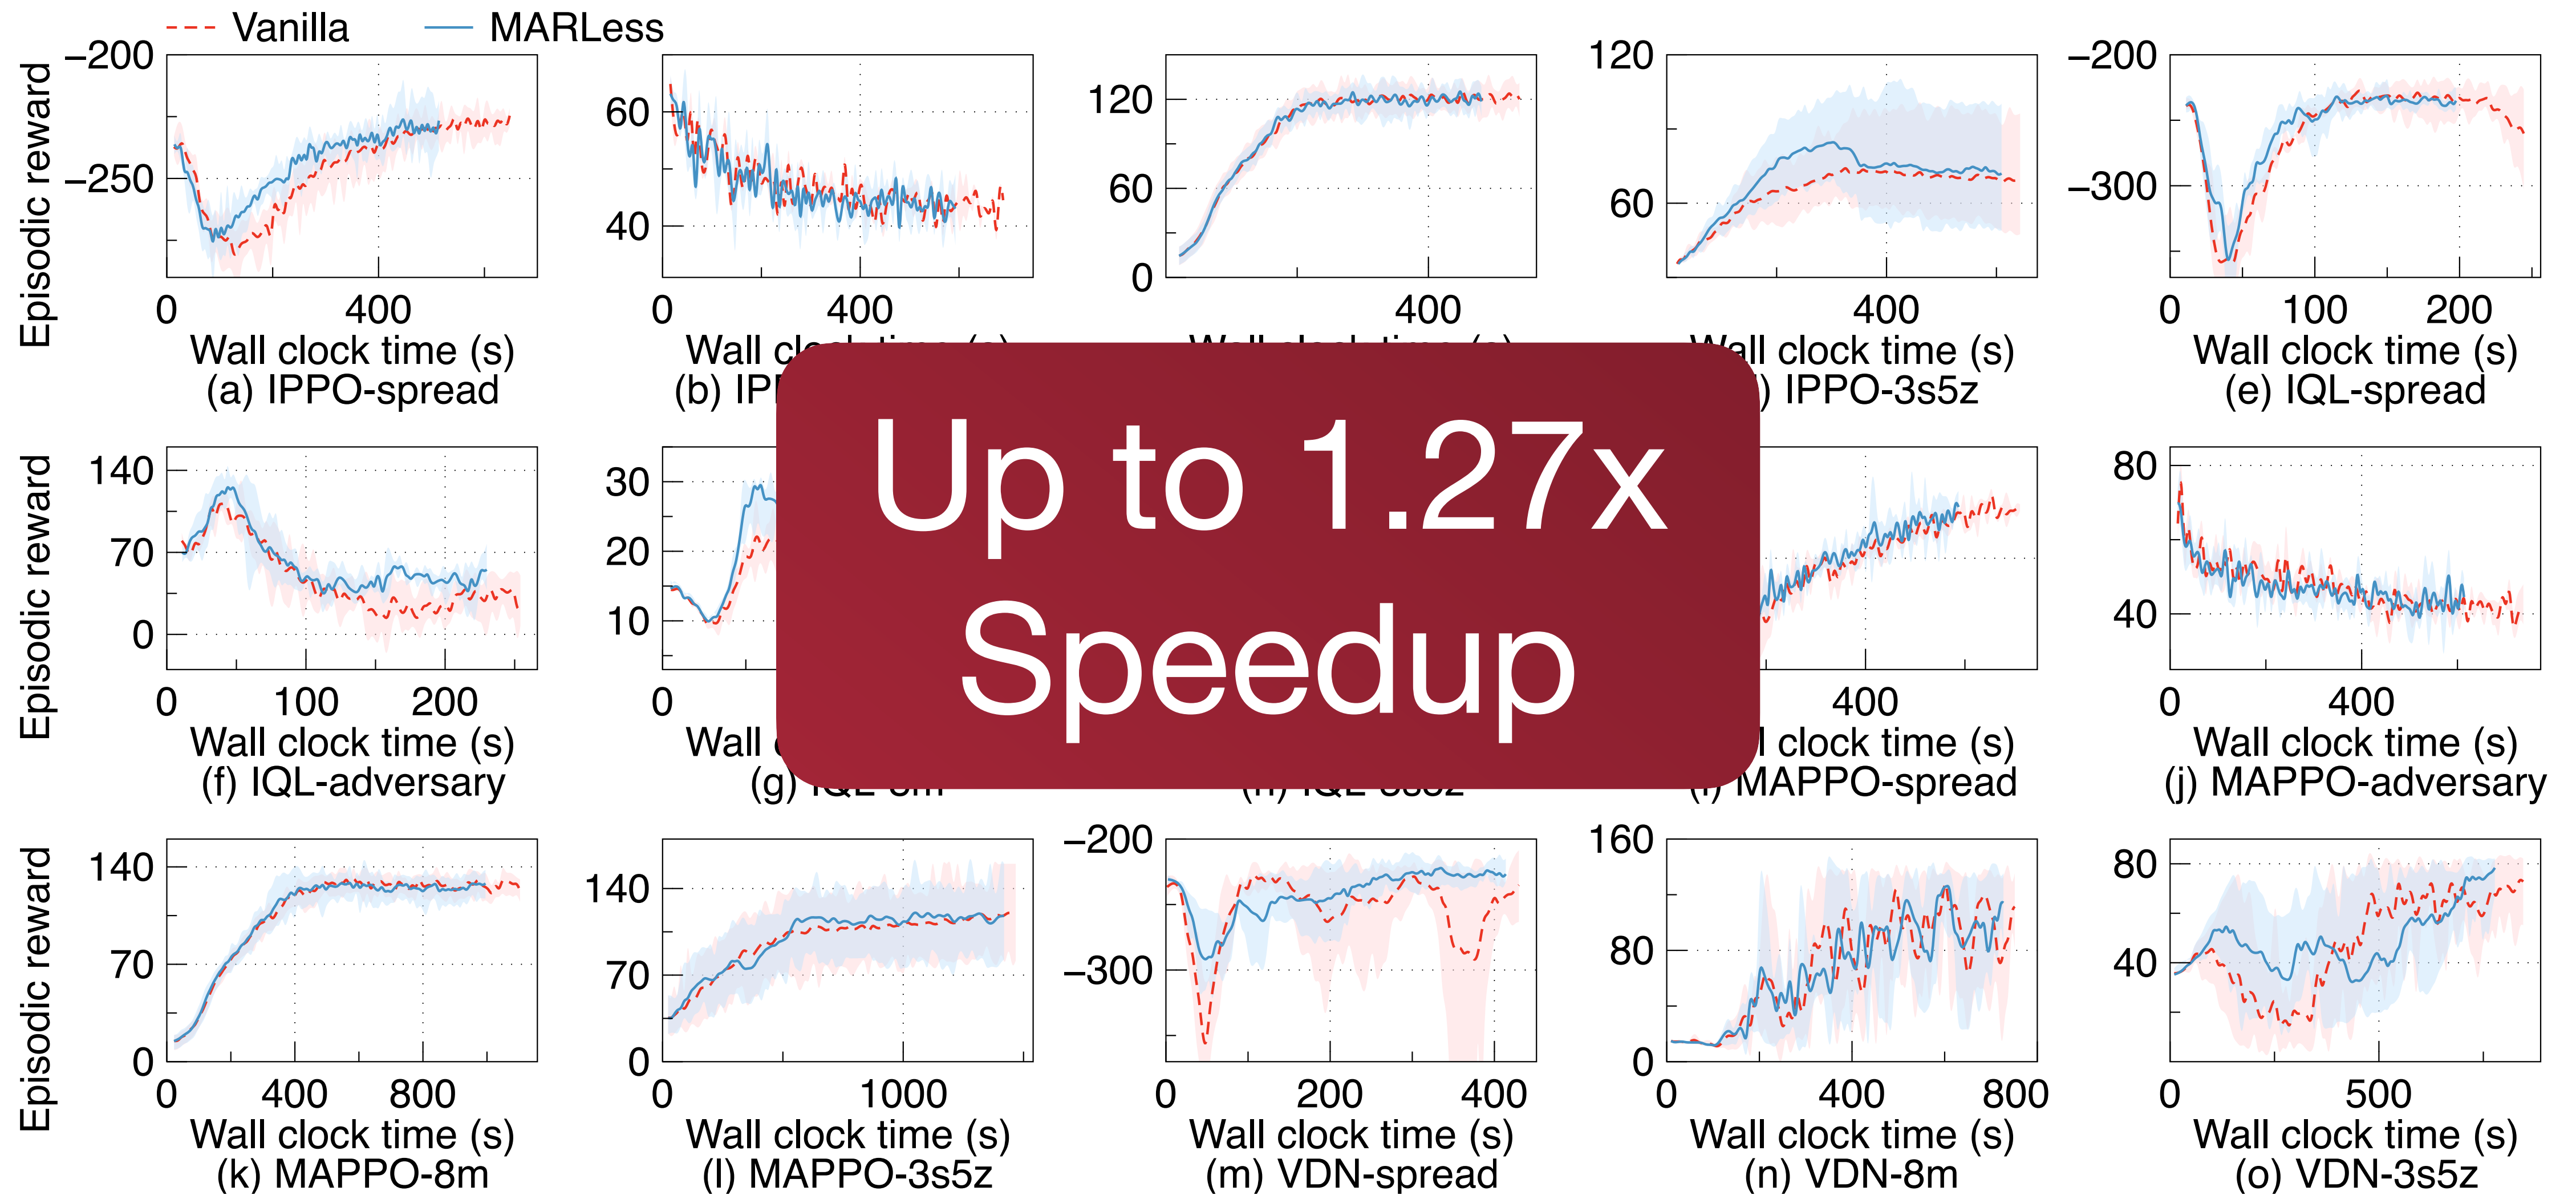 Vanilla MARLess
Episodic reward
−200
−250
0 400
Wall clock time (s)
(a) IPPO-spread
60
40
0 400
Wall
(b)
120
60
0
400
120
60
400
Wall clock time (s)
IPPO-3s5z
−200
−300
0 100 200
Wall clock time (s)
(e) IQL-spread
Up to 1.27x
Speedup
Episodic reward
140
70
0
0 100 200
Wall clock time (s)
(f) IQL-adversary
30
20
10
0
Wall
(g)
400
clock time (s)
MAPPO-spread
80
40
0 400
Wall clock time (s)
(j) MAPPO-adversary
Episodic reward
140
70
0
0 400 800
Wall clock time (s)
(k) MAPPO-8m
140
70
0
0 1000
Wall clock time (s)
(l) MAPPO-3s5z
−200
−300
0 200 400
Wall clock time (s)
(m) VDN-spread
160
80
0
0 400 800
Wall clock time (s)
(n) VDN-8m
80
40
0 500
Wall clock time (s)
(o) VDN-3s5z